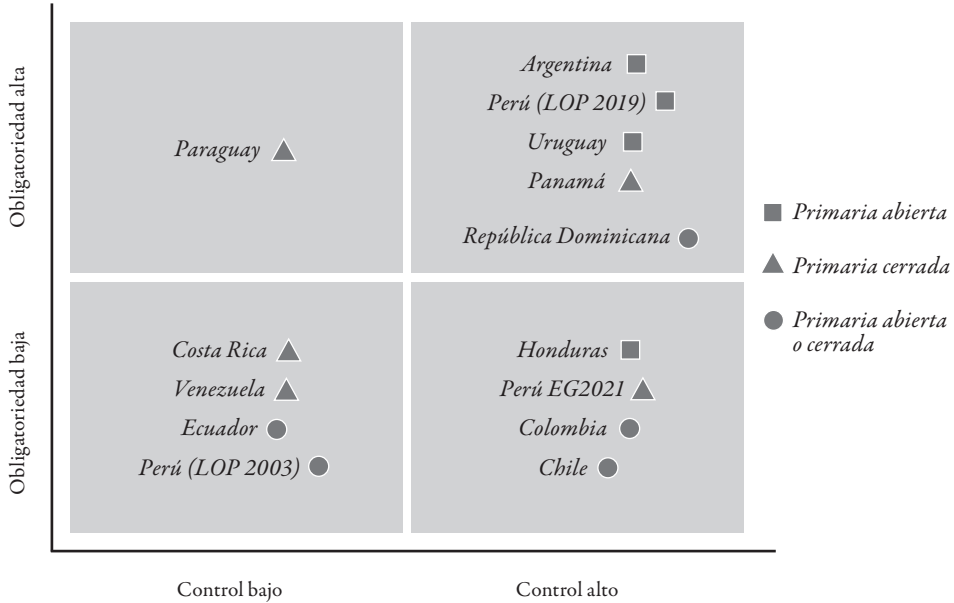 Obligatoriedad alta
Obligatoriedad baja
Paraguay
Argentina
Perú (LOP 2019)
Uruguay
Panamá
República Dominicana
Costa Rica
Venezuela
Ecuador
Perú (LOP 2003)
Honduras
Perú EG2021
Colombia
Chile
Control bajo
Control alto
Primaria abierta
Primaria cerrada
Primaria abierta
o cerrada